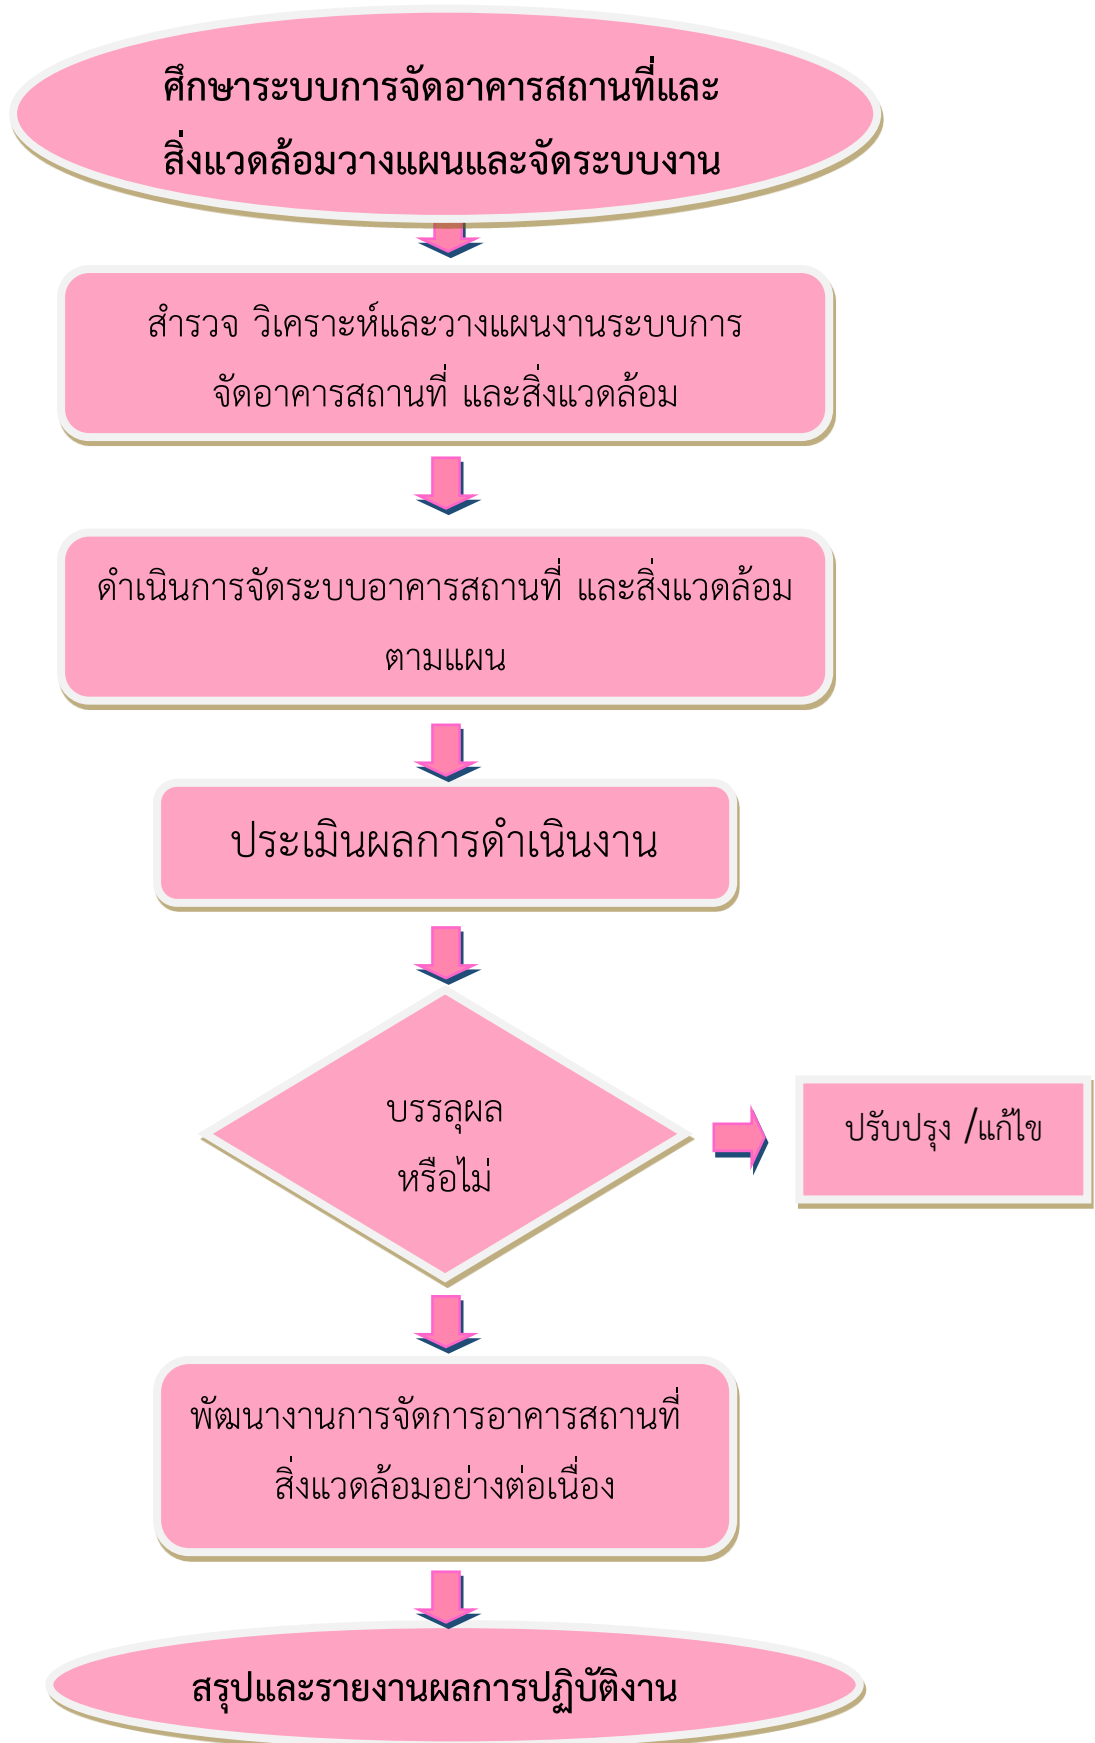 ศึกษาระบบการจัดอาคารสถานที่และ
สิ่งแวดล้อมวางแผนและจัดระบบงาน
สำรวจ วิเคราะห์และวางแผนงานระบบการ
จัดอาคารสถานที่ และสิ่งแวดล้อม
ดำเนินการจัดระบบอาคารสถานที่ และสิ่งแวดล้อม
ตามแผน
ประเมินผลการดำเนินงาน
บรรลุผล
หรือไม่
ปรับปรุง /แก้ไข
พัฒนางานการจัดการอาคารสถานที่
สิ่งแวดล้อมอย่างต่อเนื่อง
สรุปและรายงานผลการปฏิบัติงาน